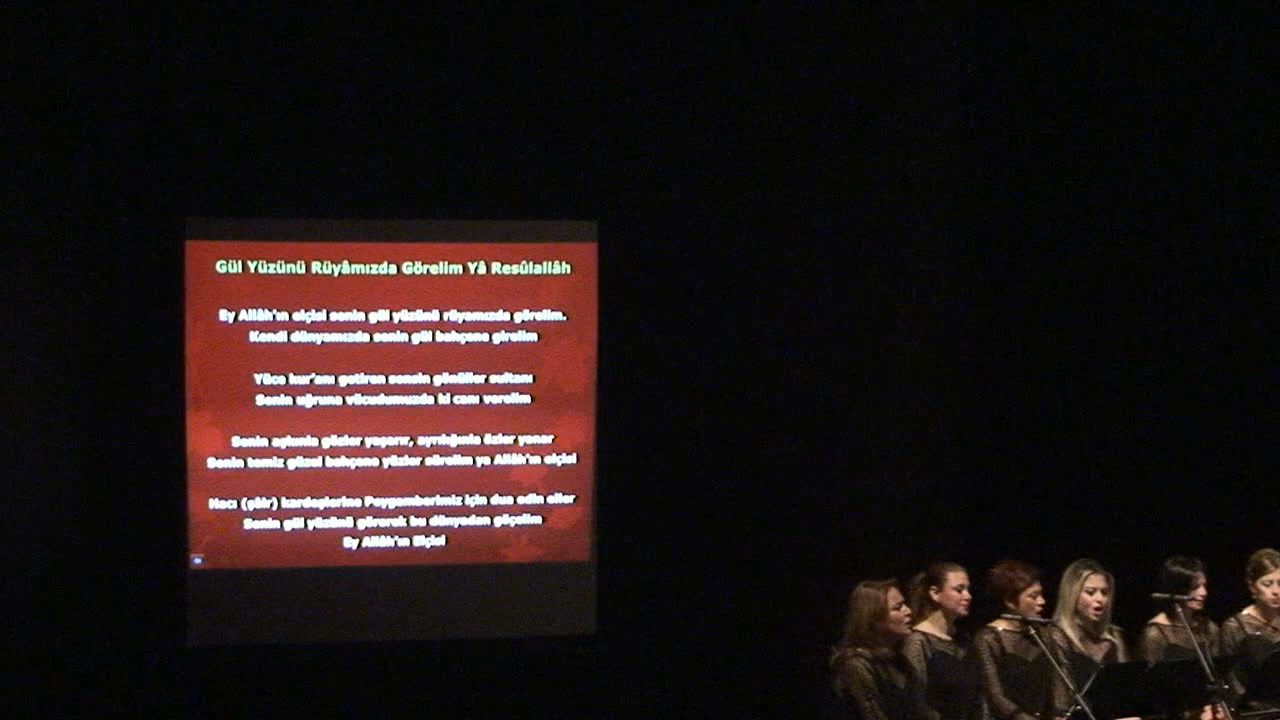 Gül Yüzünü Rüyâmızda Görelim Yâ Resûlallâh
Ey Allâh'ın elçisi senin gül yüzünü rüyamızda görelim.
Kendi dünyamızda senin gül bahçene girelim
Yüce kur'anı getiren sensin gönüller sultanı
Senin uğruna vücudumuzda ki canı verelim
Senin aşkınla gözler yaşarır, ayrılığınla özler yanar
Senin temiz güzel bahçene yüzler sürelim ya Allâh'ın elçisi
Hacı (şâir) kardeşlerine Peygamberimiz için dua edin eller
Senin gül yüzünü görerek bu dünyadan göçelim
Ey Allâh'ın Elçisi